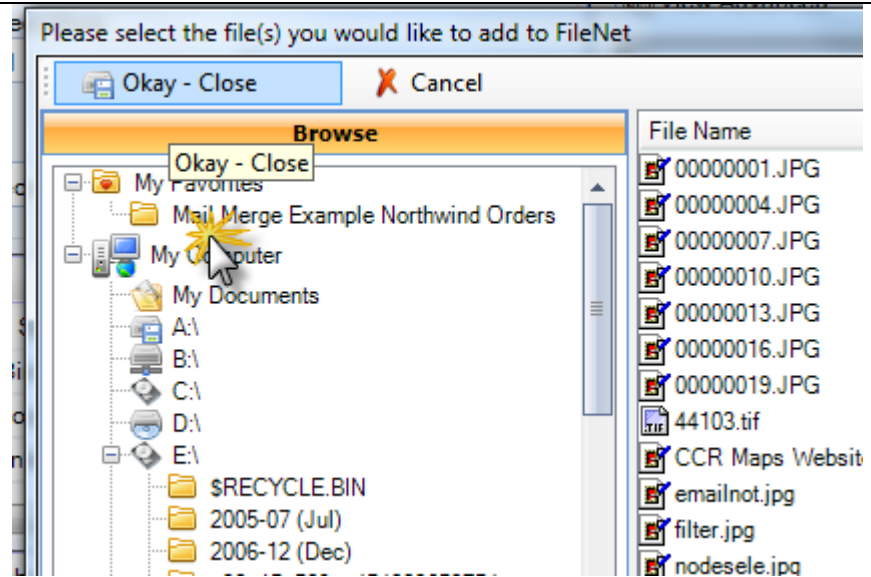 Please select the file(s) you would like to add to FileNet
Okay - Close
Cancel
Browse
Okay - Close
My Favorites
Mail Merge Example Northwind Orders
My Computer
My Documents
A:\
B:\
C:\
D:\
E:\
$RECYCLE.BIN
2005-07 (Jul)
2006-12 (Dec)
File Name
00000001.JPG
00000004.JPG
00000007.JPG
00000010.JPG
00000013.JPG
00000016.JPG
00000019.JPG
44103.tif
CCR Maps Websit
emailnot.jpg
filter.jpg
nodesele.jpg